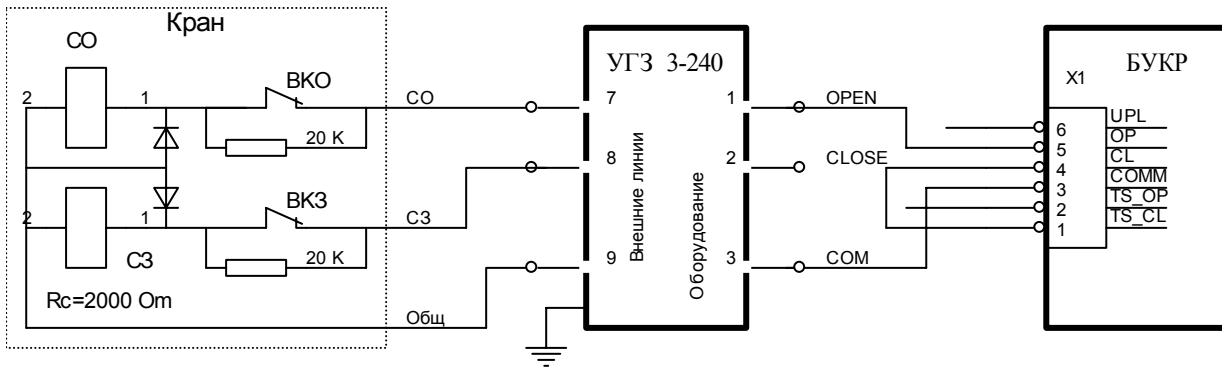 Кран
СО
2
1
ВКО
20 К
СО
2
1
ВКЗ
20 К
СЗ
СЗ
Rc=2000 Om
Общ
УГЗ 3-240
7
8
9
Внешние линии
Оборудование
1
2
3
OPEN
CLOSE
COM
БУКР
X1
6
5
4
3
2
1
UPL
OP
CL
COMM
TS_OP
TS_CL